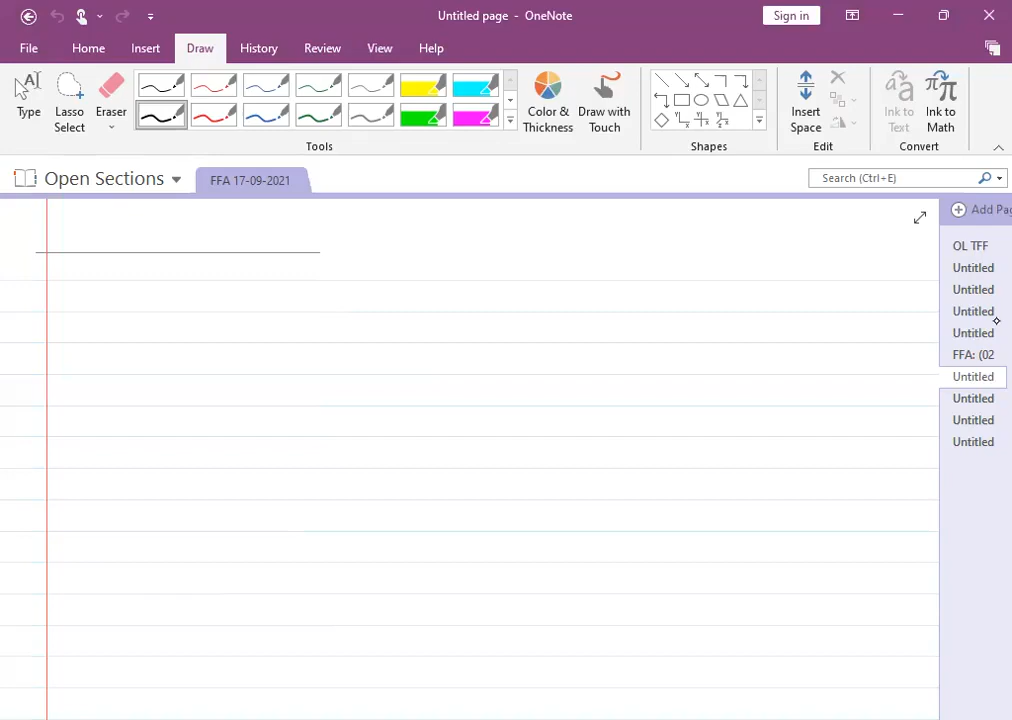 Untitled page - OneNote
Sign in
File Home Insert Draw History Review View Help
Type
Lasso Select
Eraser
Color & Thickness
Draw with Touch
Insert Space
Ink to Text
Ink to Math
Tools
Shapes
Edit
Convert
Open Sections
FFA 17-09-2021
Search (Ctrl+E)
Add Pag
OL TFF
Untitled
Untitled
Untitled
Untitled
FFA: (02
Untitled
Untitled
Untitled
Untitled